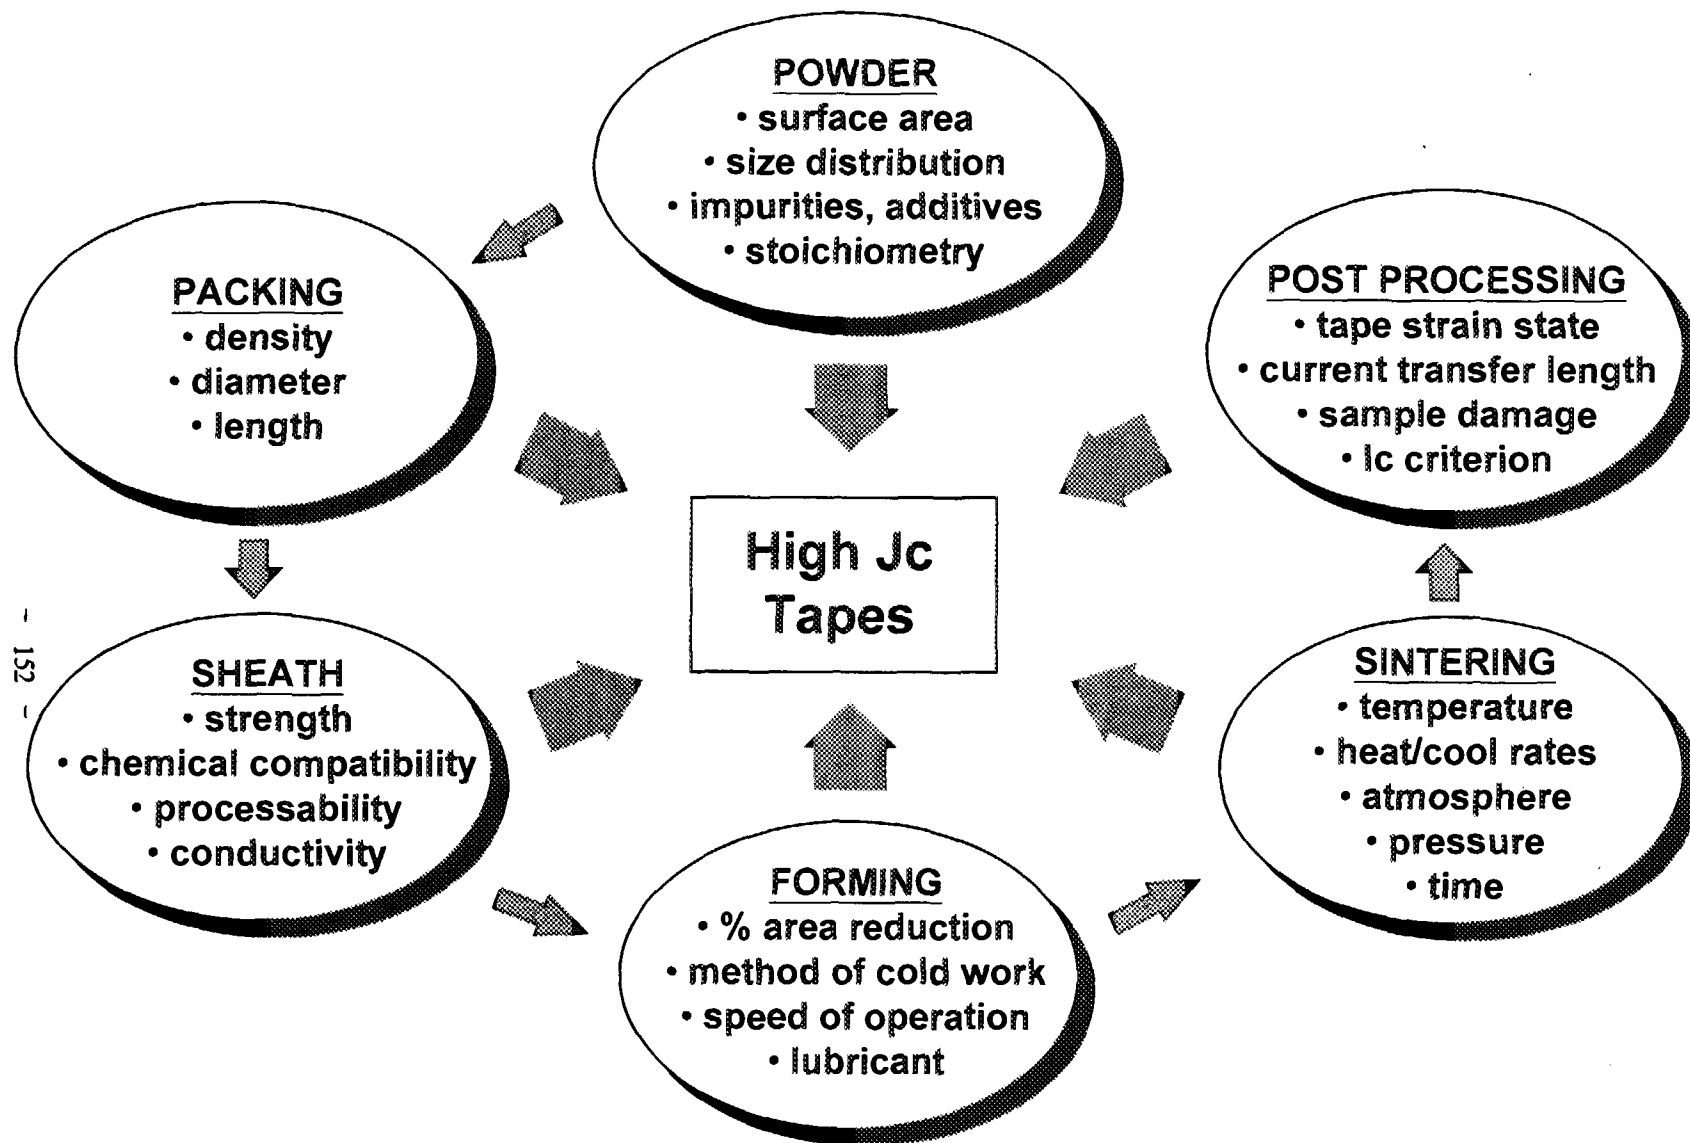 POWDER
• surface area
• size distribution
• impurities, additives
• stoichiometry
PACKING
• density
• diameter
• length
POST PROCESSING
• tape strain state
• current transfer length
• sample damage
• Ic criterion
High Jc
Tapes
SHEATH
• strength
• chemical compatibility
• processability
• conductivity
SINTERING
• temperature
• heat/cool rates
• atmosphere
• pressure
• time
FORMING
• % area reduction
• method of cold work
• speed of operation
• lubricant
- 152 -